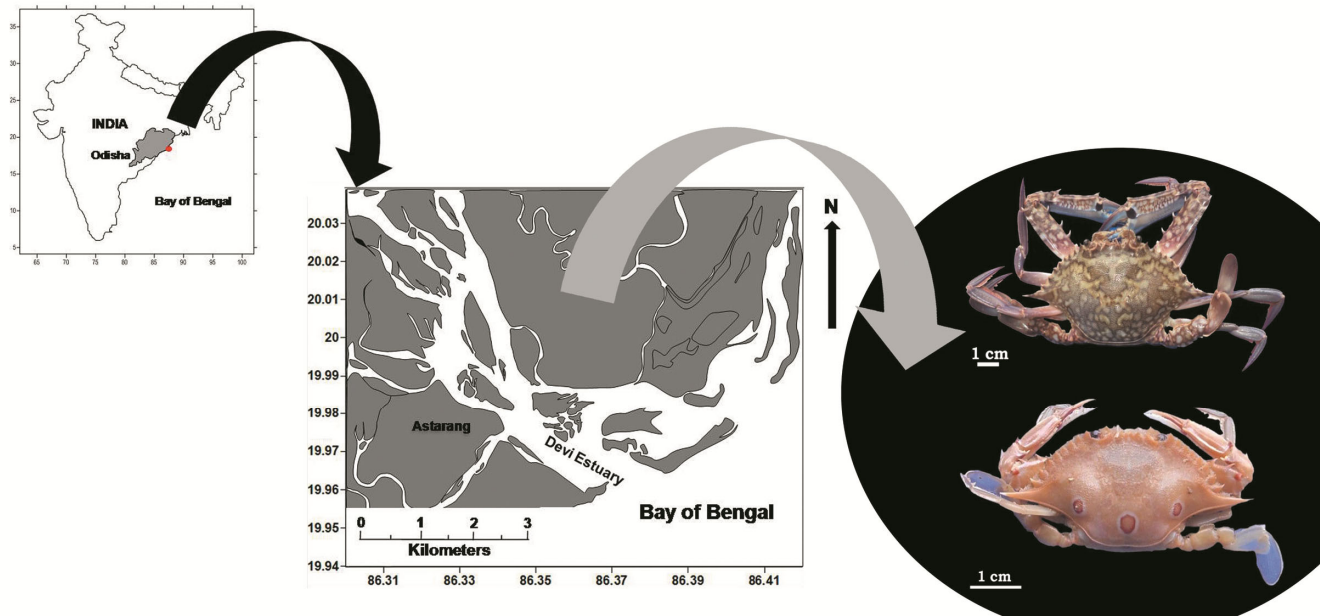 35
30
25
20
15
10
5
65 70 75 80 85 90 95 100
INDIA
Odisha
Bay of Bengal
20.03
20.02
20.01
20
19.99
19.98
19.97
19.96
19.95
19.94
86.31 86.33 86.35 86.37 86.39 86.41
Astarang
Devi Estuary
Bay of Bengal
0 1 2 3
Kilometers
N
1 cm
1 cm